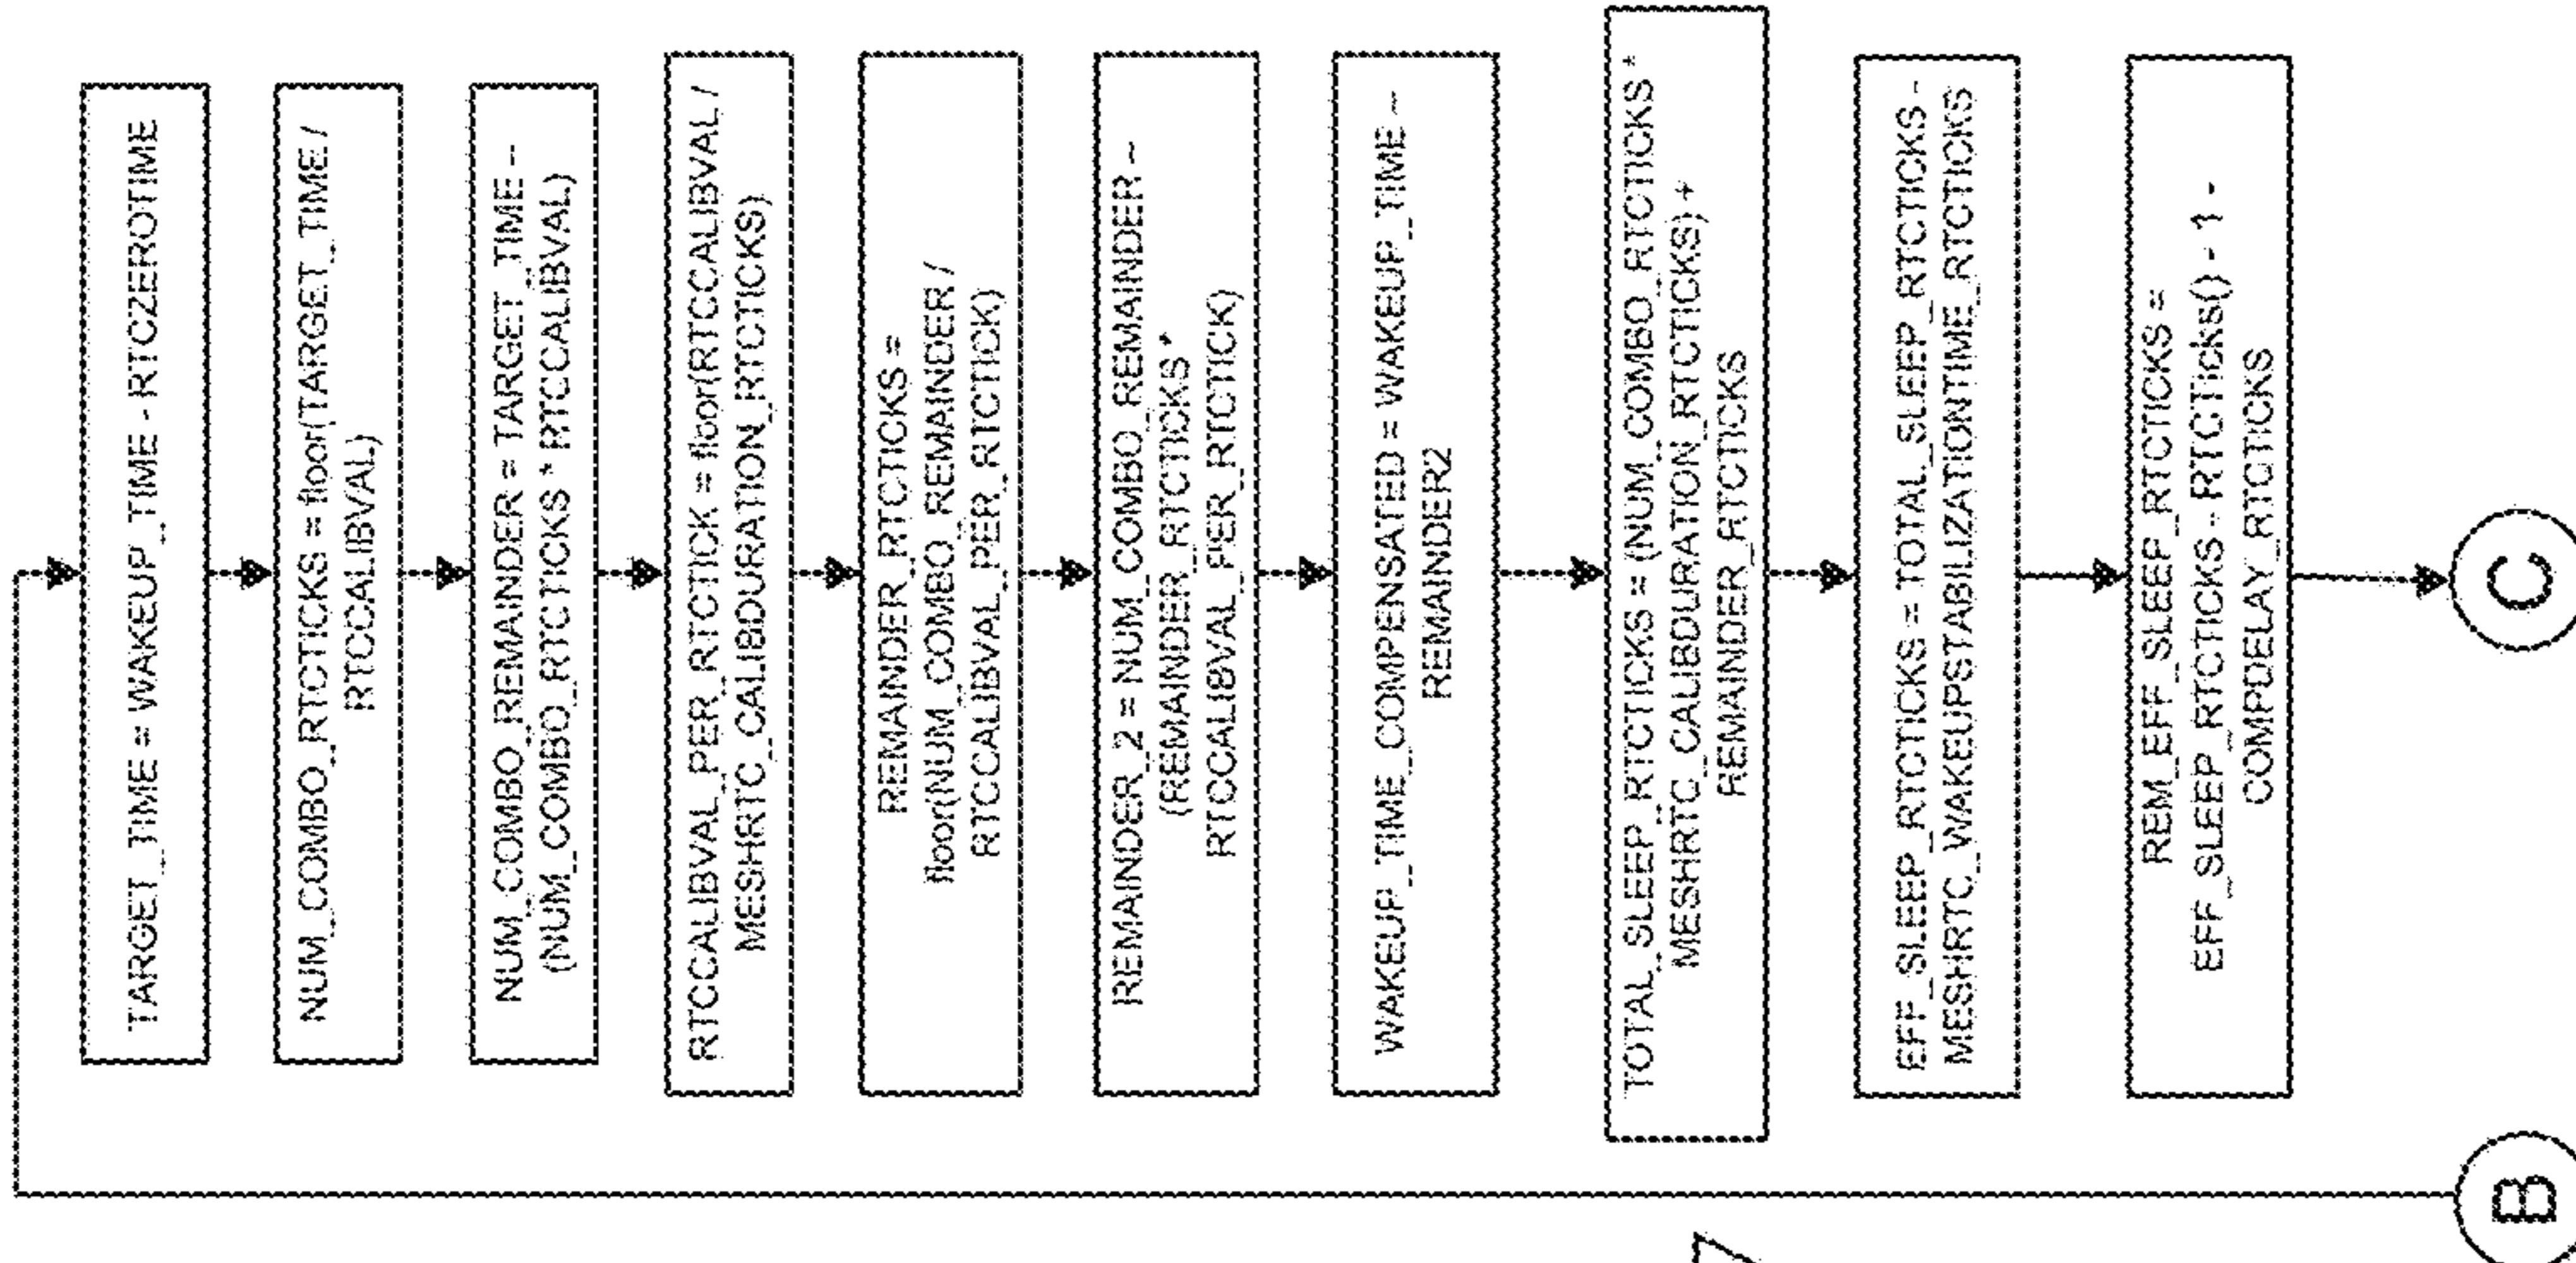 TARGET_TIME = WAKEUP_TIME - RTCZEROTIME
NUM_COMBO_RTCTICKS = floor(TARGET_TIME /
RTCCALIBVAL)
NUM_COMBO_REMAINDER = TARGET_TIME –
(NUM_COMBO_RTCTICKS * RTCCALIBVAL)
RTCCALIBVAL_PER_RTCTICK = floor(RTCCALIBVAL /
MESHRTC_CALIBDURATION_RTCTICKS)
REMAINDER_RTCTICKS =
floor(NUM_COMBO_REMAINDER /
RTCCALIBVAL_PER_RTCTICK)
REMAINDER_2 = NUM_COMBO_REMAINDER –
(REMAINDER_RTCTICKS *
RTCCALIBVAL_PER_RTCTICK)
WAKEUP_TIME_COMPENSATED = WAKEUP_TIME –
REMAINDER2
TOTAL_SLEEP_RTCTICKS = (NUM_COMBO_RTCTICKS *
MESHRTC_CALIBDURATION_RTCTICKS) +
REMAINDER_RTCTICKS
EFF_SLEEP_RTCTICKS = TOTAL_SLEEP_RTCTICKS -
MESHRTC_WAKEUPSTABILIZATIONTIME_RTCTICKS
REM_EFF_SLEEP_RTCTICKS =
EFF_SLEEP_RTCTICKS - RTCTicks() - 1 -
COMPDELAY_RTCTICKS
C
B
7